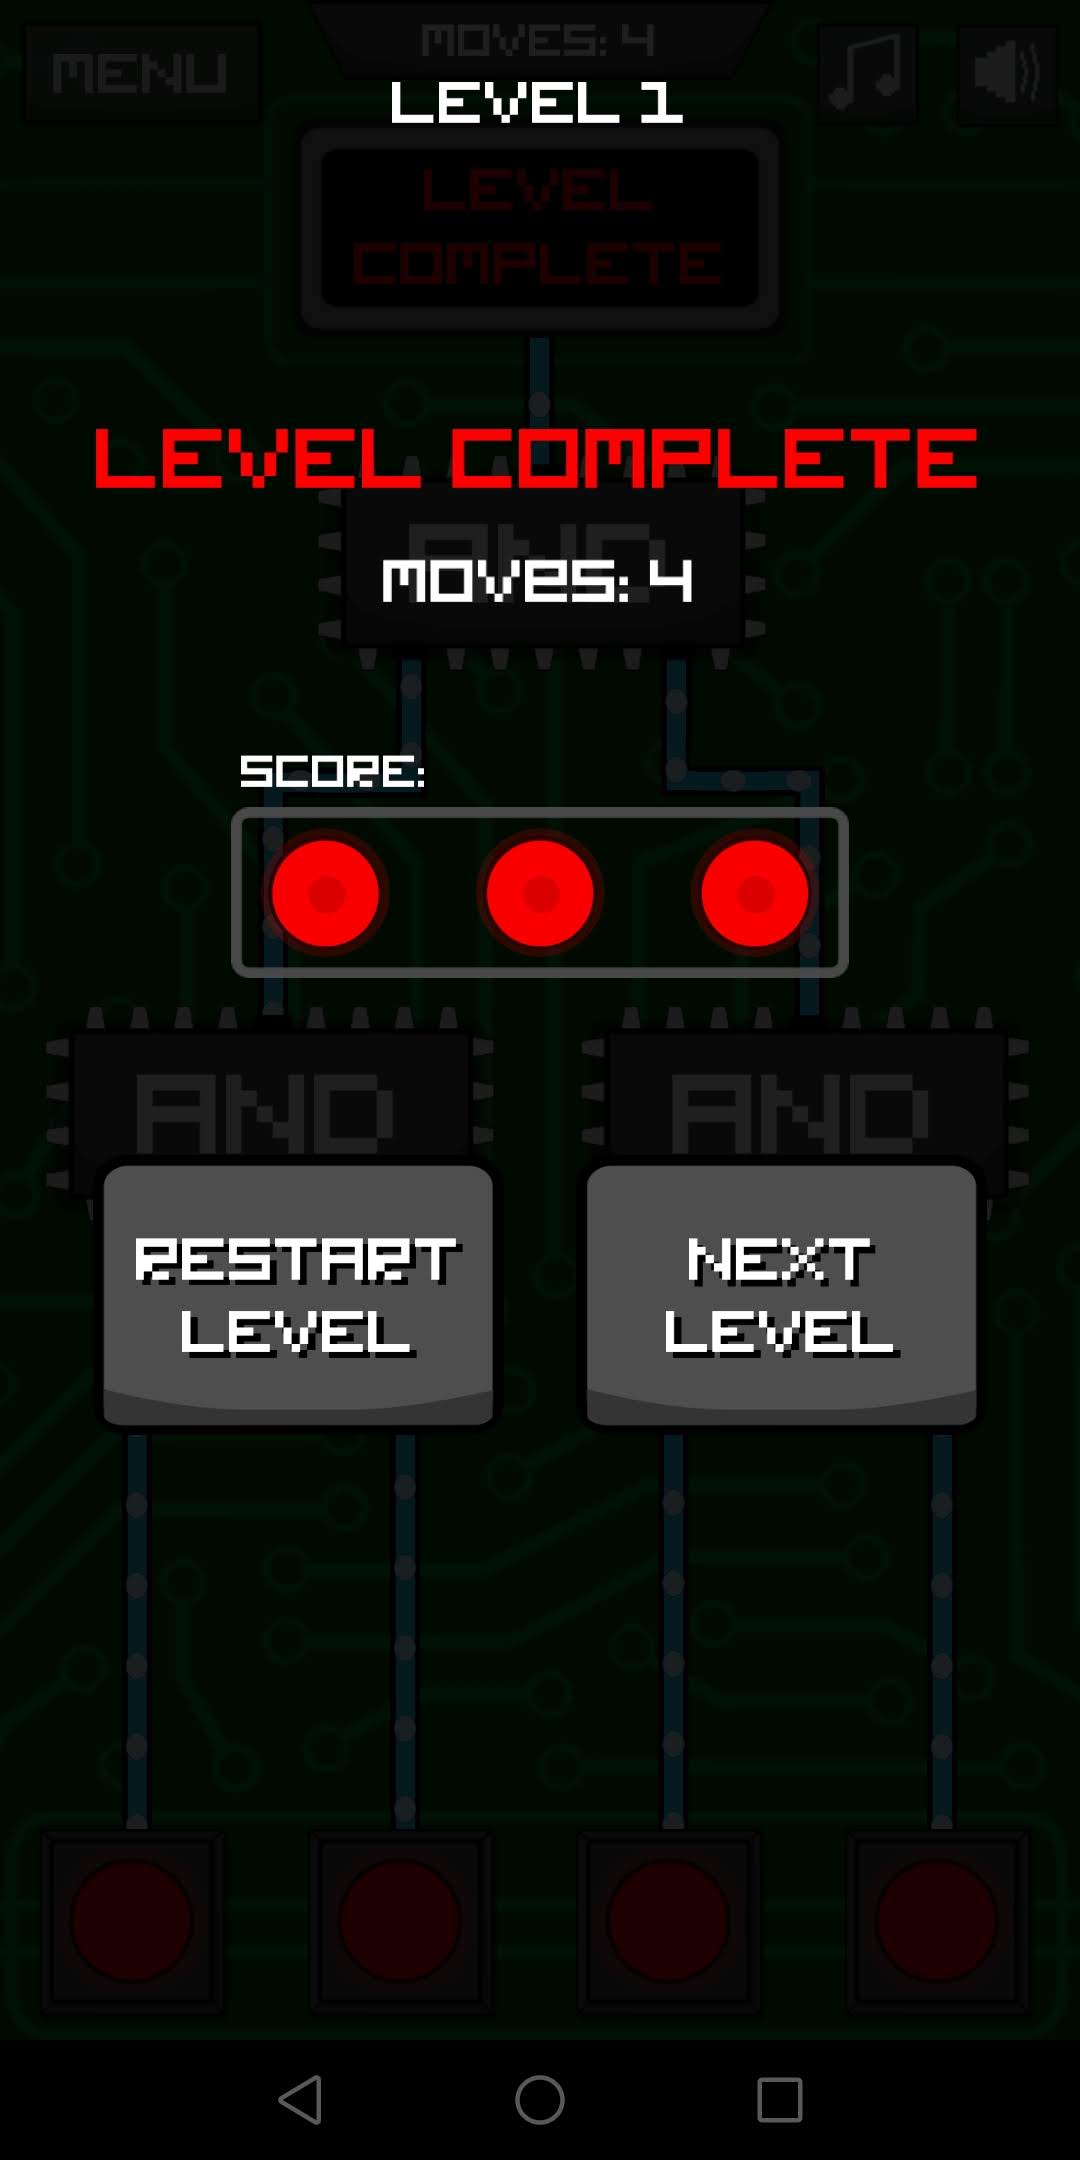 MOVES: 4
MENU
LEVEL 1
LEVEL
COMPLETE
LEVEL COMPLETE
AND
MOVES: 4
SCORE:
AND AND
RESTART
LEVEL
NEXT
LEVEL